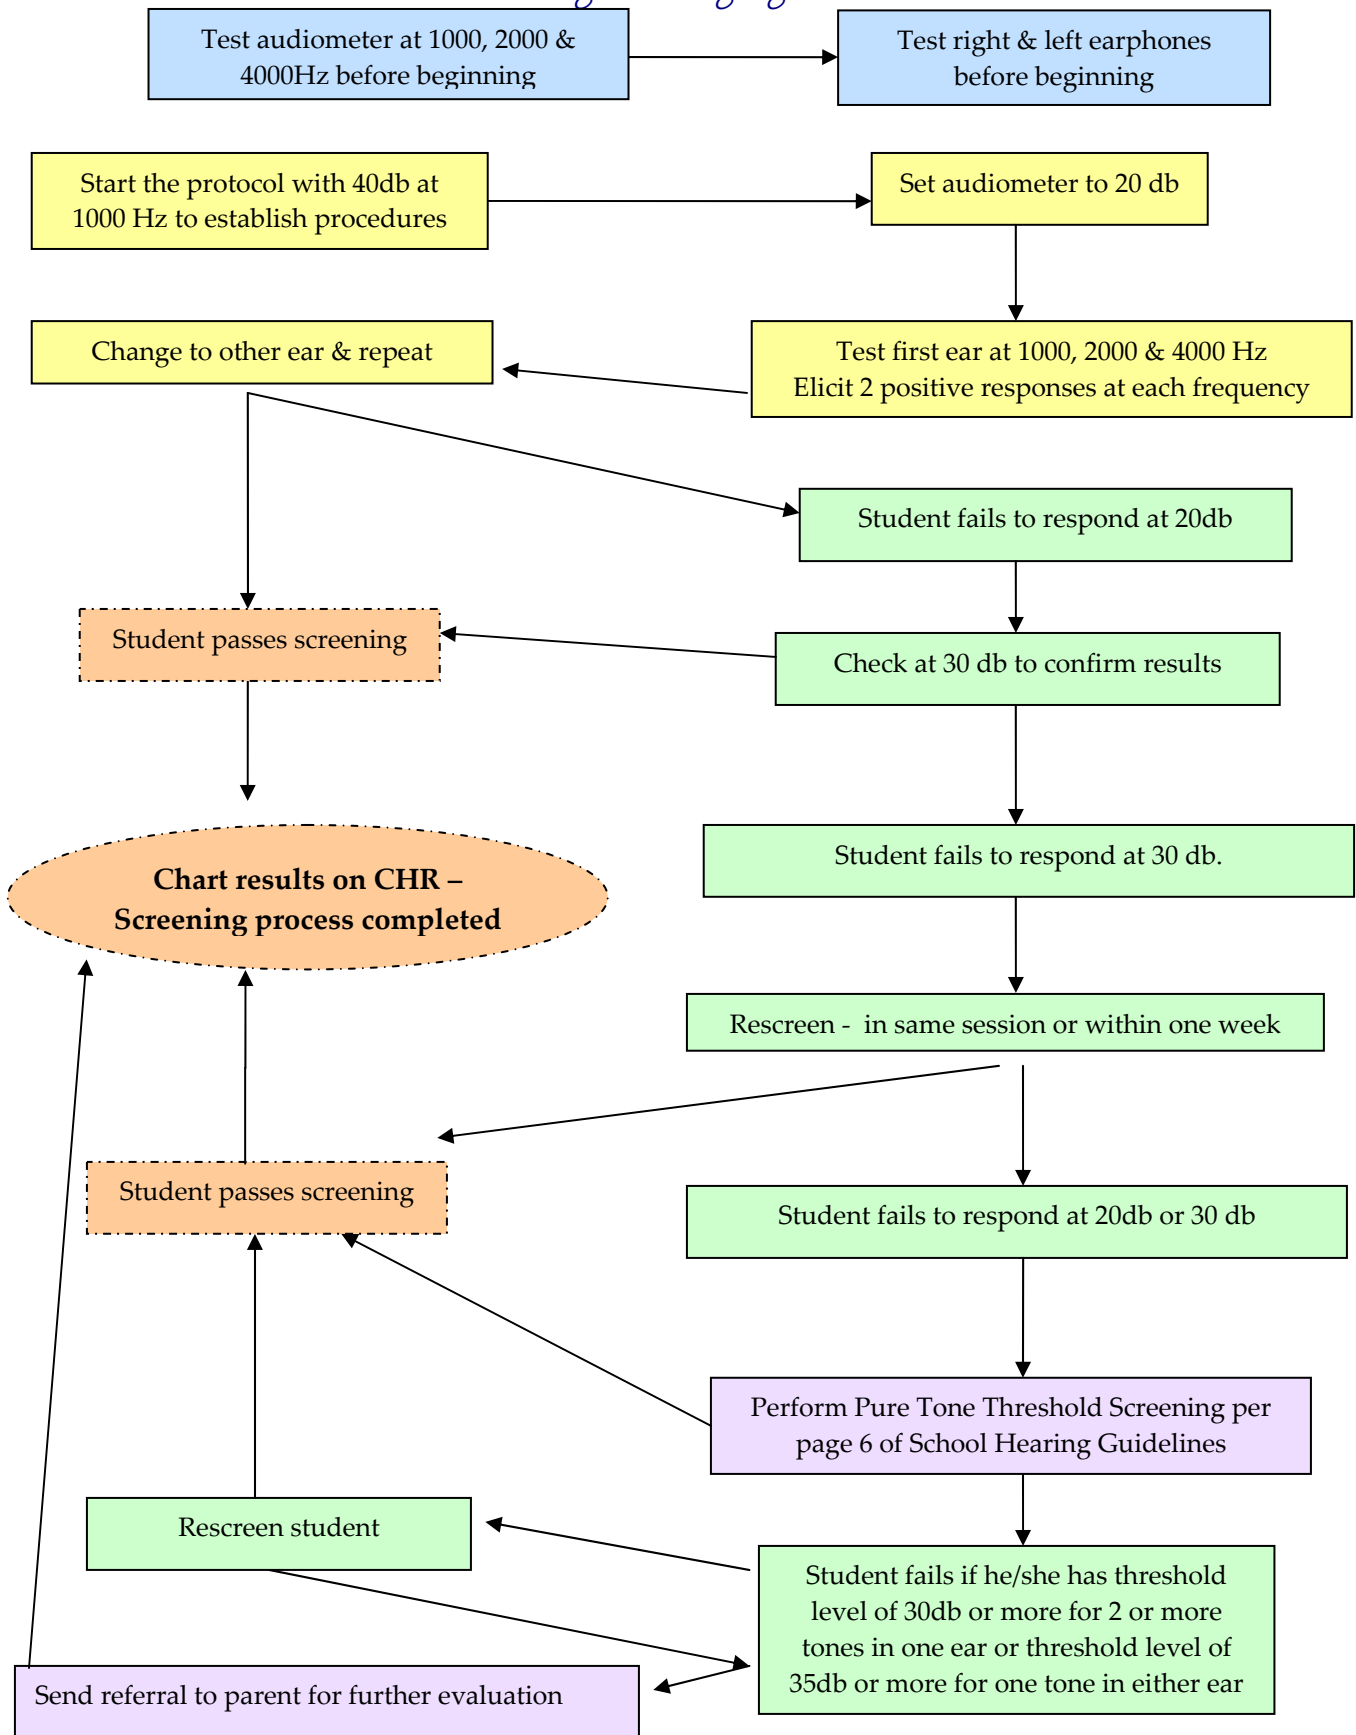 Test audiometer at 1000, 2000 &
4000Hz before beginning
Test right & left earphones
before beginning
Start the protocol with 40db at
1000 Hz to establish procedures
Set audiometer to 20 db
Change to other ear & repeat
Test first ear at 1000, 2000 & 4000 Hz
Elicit 2 positive responses at each frequency
Student fails to respond at 20db
Student passes screening
Check at 30 db to confirm results
Student fails to respond at 30 db.
Chart results on CHR –
Screening process completed
Rescreen - in same session or within one week
Student passes screening
Student fails to respond at 20db or 30 db
Perform Pure Tone Threshold Screening per
page 6 of School Hearing Guidelines
Rescreen student
Student fails if he/she has threshold
level of 30db or more for 2 or more
tones in one ear or threshold level of
35db or more for one tone in either ear
Send referral to parent for further evaluation